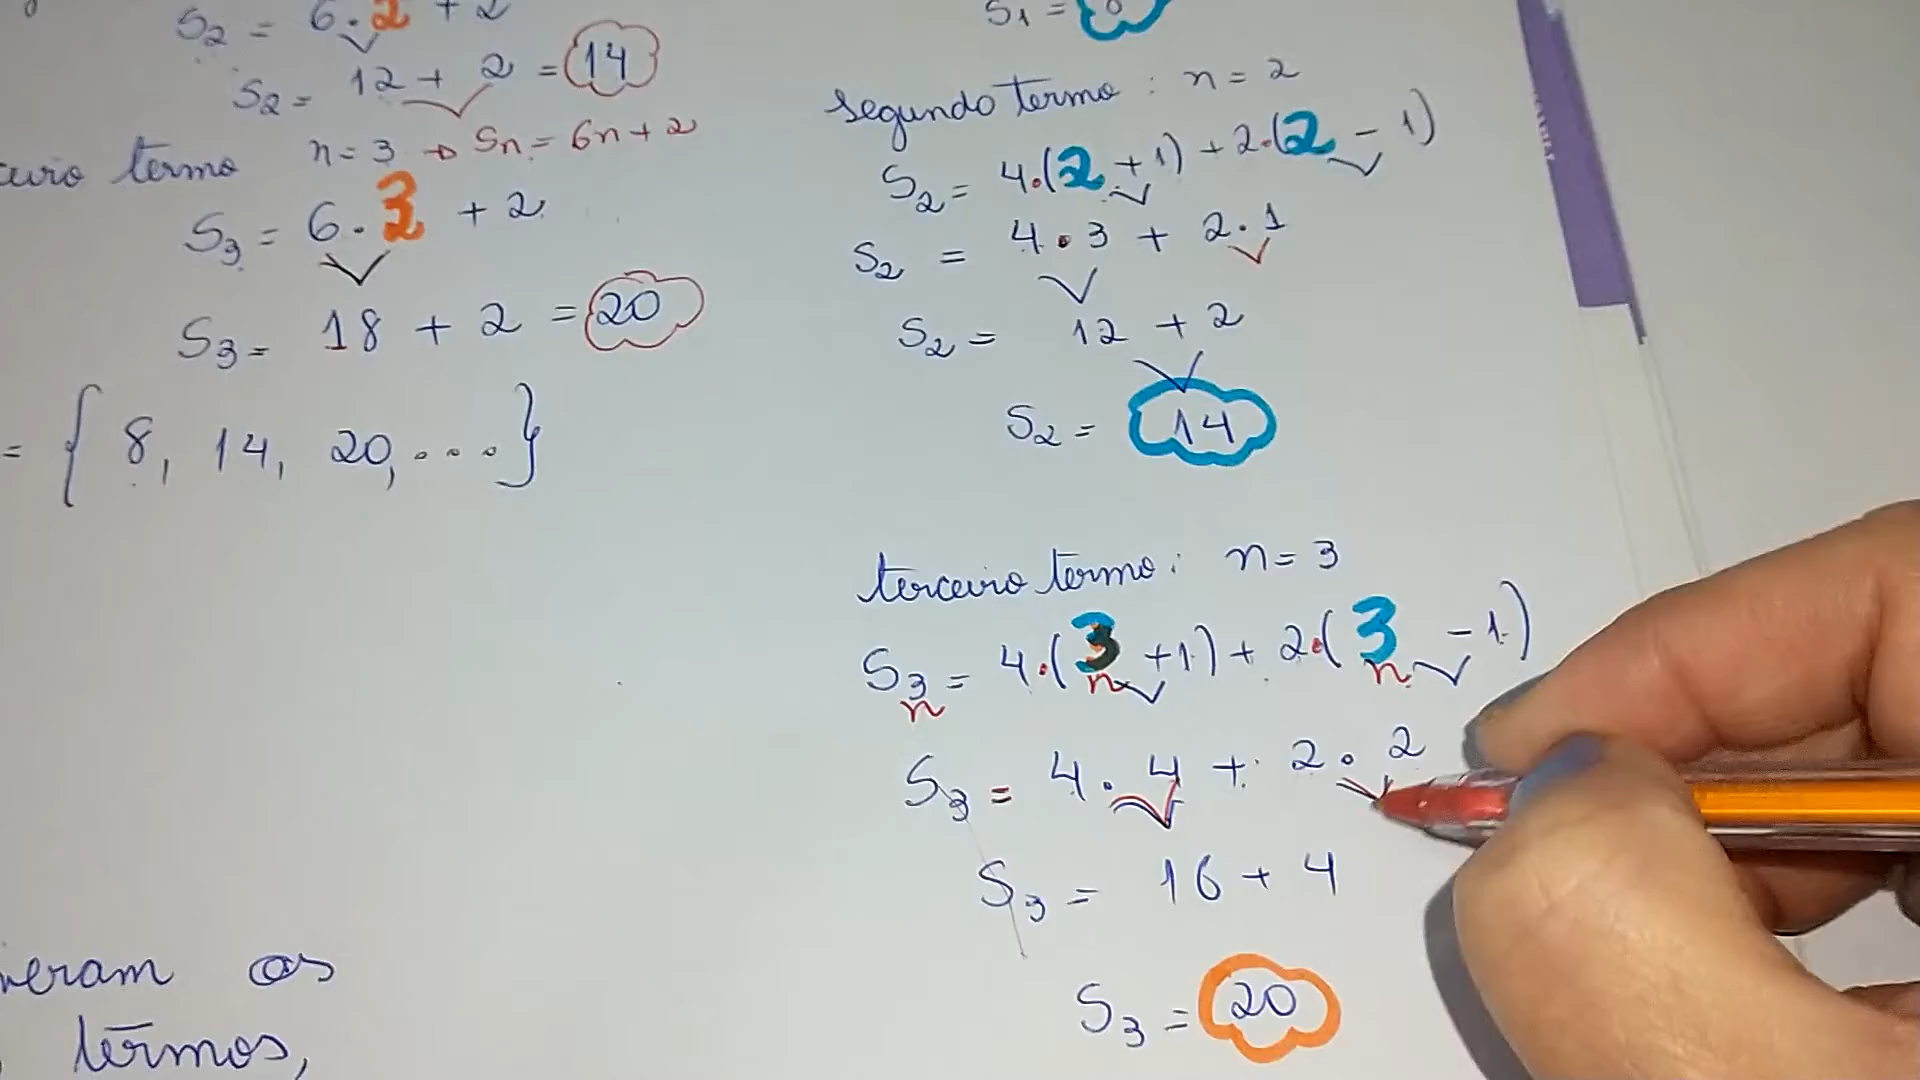 S2 = 6.2 + 2
S2 = 12 + 2 = 14
termo n = 3 → Sn = 6n + 2
S3 = 6.3 + 2
S3 = 18 + 2 = 20
= { 8, 14, 20, ... }
os
termos,
S1 = 8
segundo termo : n = 2
S2 = 4.(2 + 1) + 2.(2 - 1)
S2 = 4.3 + 2.1
S2 = 12 + 2
S2 = 14
terceiro termo : n = 3
S3 = 4.(3 + 1) + 2.(3 - 1)
n n n
S3 = 4.4 + 2.2
S3 = 16 + 4
S3 = 20